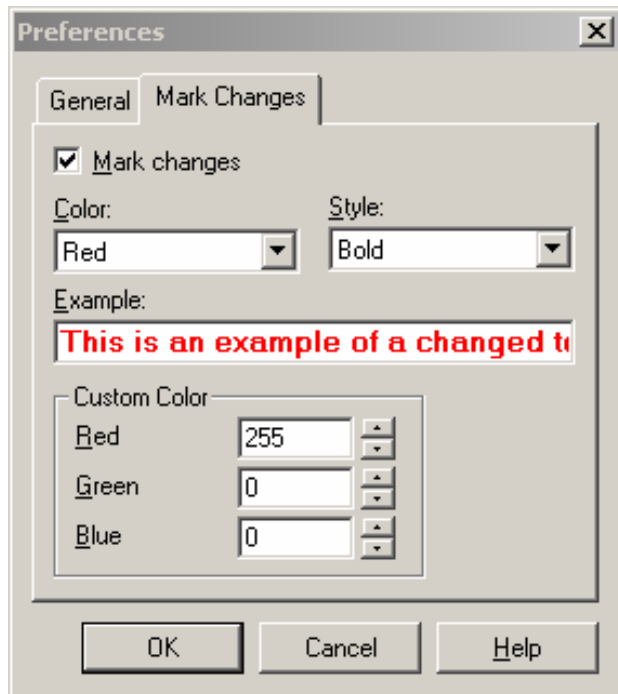 Preferences
General Mark Changes
Mark changes
Color: Style:
Red Bold
Example:
This is an example of a changed te
Custom Color
Red 255
Green 0
Blue 0
OK Cancel Help